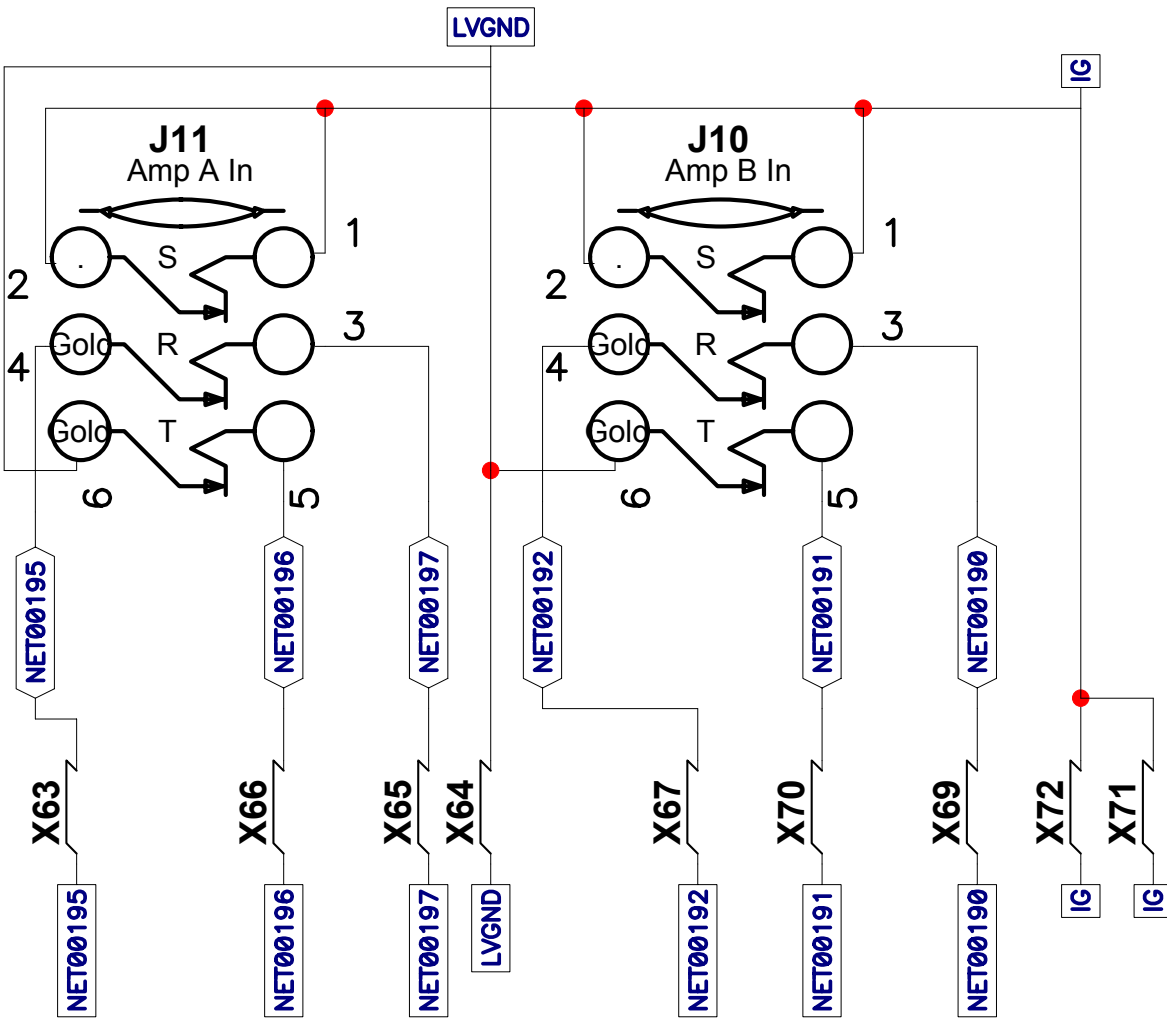 LVGND
IG
J11
Amp A In
J10
Amp B In
1
1
2
.
S
2
.
S
3
3
4
Gold
R
4
Gold
R
Gold
T
Gold
T
6
5
6
5
NET00195
NET00196
NET00197
NET00192
NET00191
NET00190
X63
X66
X65
X64
X67
X70
X69
X72
X71
NET00195
NET00196
NET00197
LVGND
NET00192
NET00191
NET00190
IG
IG